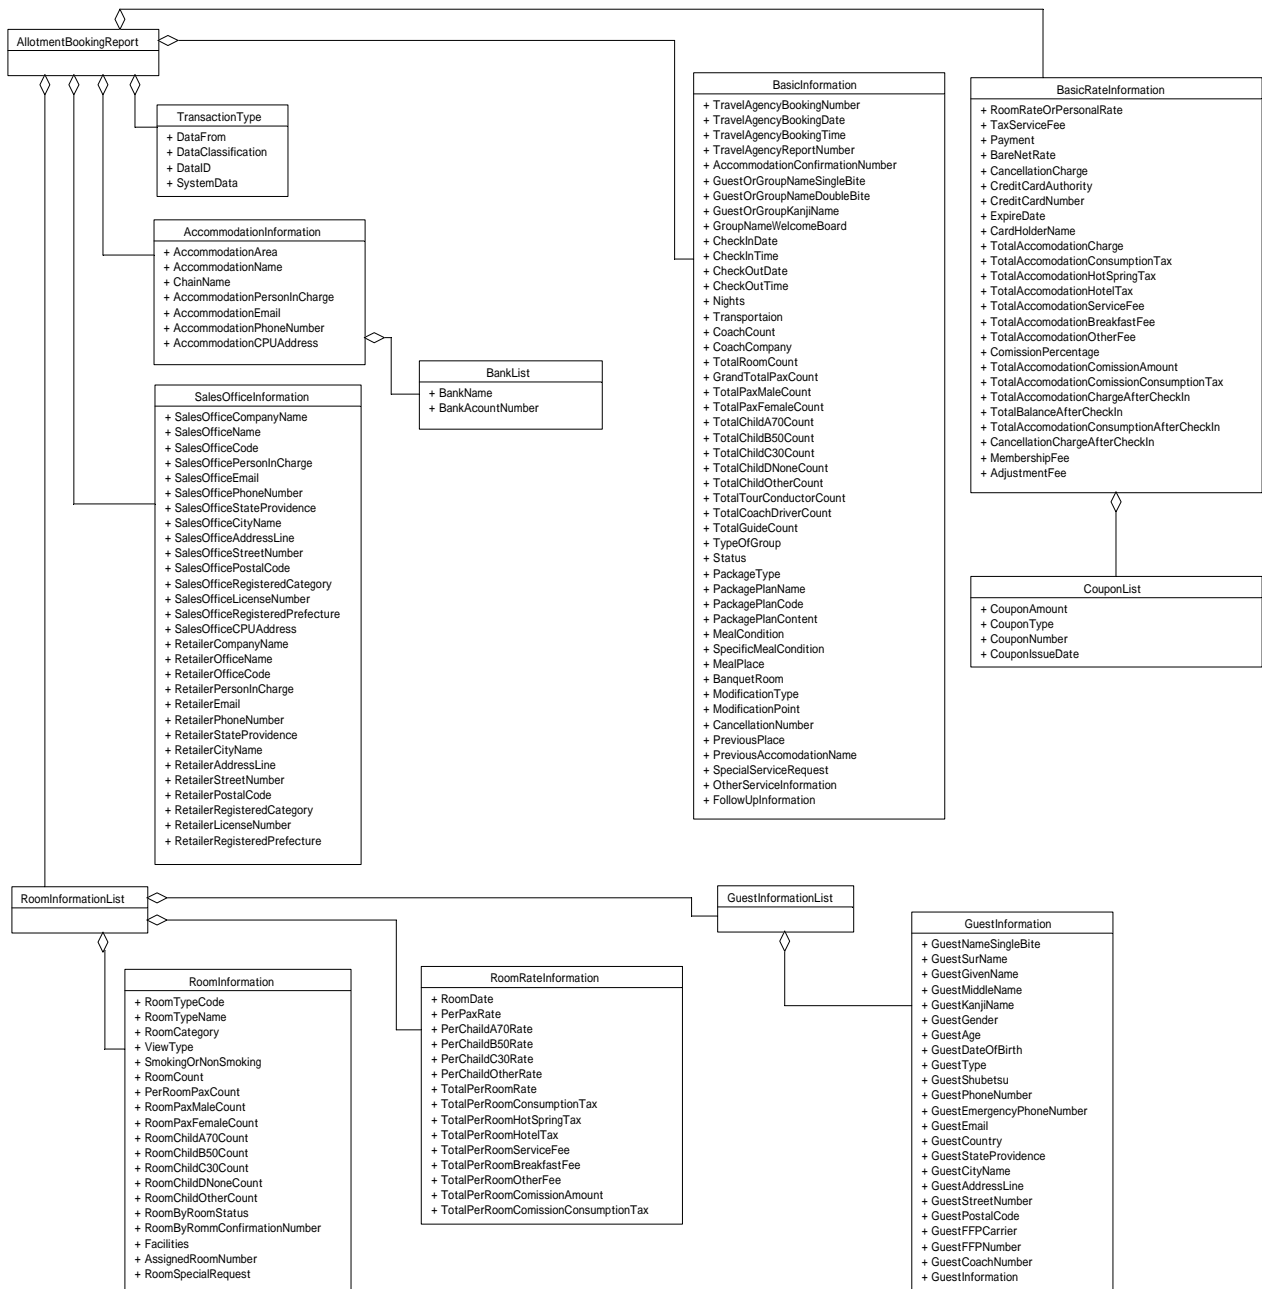 AllotmentBookingReport
TransactionType
+ DataFrom
+ DataClassification
+ DataID
+ SystemData
AccommodationInformation
+ AccommodationArea
+ AccommodationName
+ ChainName
+ AccommodationPersonInCharge
+ AccommodationEmail
+ AccommodationPhoneNumber
+ AccommodationCPUAddress
BankList
+ BankName
+ BankAcountNumber
SalesOfficeInformation
+ SalesOfficeCompanyName
+ SalesOfficeName
+ SalesOfficeCode
+ SalesOfficePersonInCharge
+ SalesOfficeEmail
+ SalesOfficePhoneNumber
+ SalesOfficeStateProvidence
+ SalesOfficeCityName
+ SalesOfficeAddressLine
+ SalesOfficeStreetNumber
+ SalesOfficePostalCode
+ SalesOfficeRegisteredCategory
+ SalesOfficeLicenseNumber
+ SalesOfficeRegisteredPrefecture
+ SalesOfficeCPUAddress
+ RetailerCompanyName
+ RetailerOfficeName
+ RetailerOfficeCode
+ RetailerPersonInCharge
+ RetailerEmail
+ RetailerPhoneNumber
+ RetailerStateProvidence
+ RetailerCityName
+ RetailerAddressLine
+ RetailerStreetNumber
+ RetailerPostalCode
+ RetailerRegisteredCategory
+ RetailerLicenseNumber
+ RetailerRegisteredPrefecture
BasicInformation
+ TravelAgencyBookingNumber
+ TravelAgencyBookingDate
+ TravelAgencyBookingTime
+ TravelAgencyReportNumber
+ AccommodationConfirmationNumber
+ GuestOrGroupNameSingleBite
+ GuestOrGroupNameDoubleBite
+ GuestOrGroupKanjiName
+ GroupNameWelcomeBoard
+ CheckInDate
+ CheckInTime
+ CheckOutDate
+ CheckOutTime
+ Nights
+ Transportaion
+ CoachCount
+ CoachCompany
+ TotalRoomCount
+ GrandTotalPaxCount
+ TotalPaxMaleCount
+ TotalPaxFemaleCount
+ TotalChildA70Count
+ TotalChildB50Count
+ TotalChildC30Count
+ TotalChildDNoneCount
+ TotalChildOtherCount
+ TotalTourConductorCount
+ TotalCoachDriverCount
+ TotalGuideCount
+ TypeOfGroup
+ Status
+ PackageType
+ PackagePlanName
+ PackagePlanCode
+ PackagePlanContent
+ MealCondition
+ SpecificMealCondition
+ MealPlace
+ BanquetRoom
+ ModificationType
+ ModificationPoint
+ CancellationNumber
+ PreviousPlace
+ PreviousAccomodationName
+ SpecialServiceRequest
+ OtherServiceInformation
+ FollowUpInformation
BasicRateInformation
+ RoomRateOrPersonalRate
+ TaxServiceFee
+ Payment
+ BareNetRate
+ CancellationCharge
+ CreditCardAuthority
+ CreditCardNumber
+ ExpireDate
+ CardHolderName
+ TotalAccomodationCharge
+ TotalAccomodationConsumptionTax
+ TotalAccomodationHotSpringTax
+ TotalAccomodationHotelTax
+ TotalAccomodationServiceFee
+ TotalAccomodationBreakfastFee
+ TotalAccomodationOtherFee
+ ComissionPercentage
+ TotalAccomodationComissionAmount
+ TotalAccomodationComissionConsumptionTax
+ TotalAccomodationChargeAfterCheckIn
+ TotalBalanceAfterCheckIn
+ TotalAccomodationConsumptionAfterCheckIn
+ CancellationChargeAfterCheckIn
+ MembershipFee
+ AdjustmentFee
CouponList
+ CouponAmount
+ CouponType
+ CouponNumber
+ CouponIssueDate
RoomInformationList
RoomInformation
+ RoomTypeCode
+ RoomTypeName
+ RoomCategory
+ ViewType
+ SmokingOrNonSmoking
+ RoomCount
+ PerRoomPaxCount
+ RoomPaxMaleCount
+ RoomPaxFemaleCount
+ RoomChildA70Count
+ RoomChildB50Count
+ RoomChildC30Count
+ RoomChildDNoneCount
+ RoomChildOtherCount
+ RoomByRoomStatus
+ RoomByRommConfirmationNumber
+ Facilities
+ AssignedRoomNumber
+ RoomSpecialRequest
RoomRateInformation
+ RoomDate
+ PerPaxRate
+ PerChaildA70Rate
+ PerChaildB50Rate
+ PerChaildC30Rate
+ PerChaildOtherRate
+ TotalPerRoomRate
+ TotalPerRoomConsumptionTax
+ TotalPerRoomHotSpringTax
+ TotalPerRoomHotelTax
+ TotalPerRoomServiceFee
+ TotalPerRoomBreakfastFee
+ TotalPerRoomOtherFee
+ TotalPerRoomComissionAmount
+ TotalPerRoomComissionConsumptionTax
GuestInformationList
GuestInformation
+ GuestNameSingleBite
+ GuestSurName
+ GuestGivenName
+ GuestMiddleName
+ GuestKanjiName
+ GuestGender
+ GuestAge
+ GuestDateOfBirth
+ GuestType
+ GuestShubetsu
+ GuestPhoneNumber
+ GuestEmergencyPhoneNumber
+ GuestEmail
+ GuestCountry
+ GuestStateProvidence
+ GuestCityName
+ GuestAddressLine
+ GuestStreetNumber
+ GuestPostalCode
+ GuestFFPCarrier
+ GuestFFPNumber
+ GuestCoachNumber
+ GuestInformation